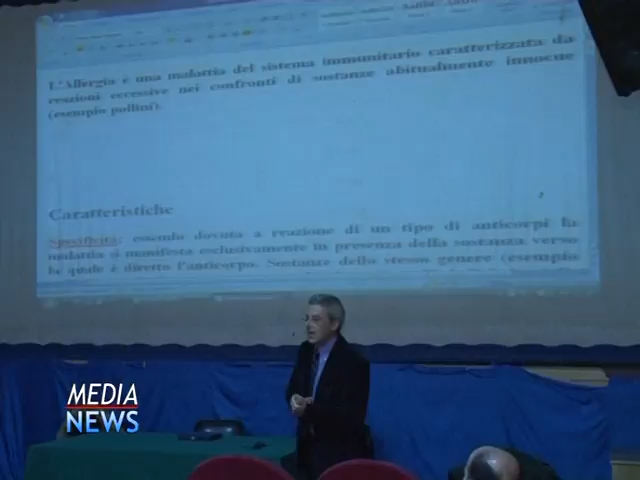 L'Allergia è una malattia del sistema immunitario caratterizzata da
reazioni eccessive nei confronti di sostanze abitualmente innocue
(esempio pollini).
Caratteristiche
Specificità: essendo dovuta a reazione di un tipo di anticorpi la
malattia si manifesta esclusivamente in presenza della sostanza verso
la quale è diretto l'anticorpo. Sostanze dello stesso genere (esempio
MEDIA
NEWS